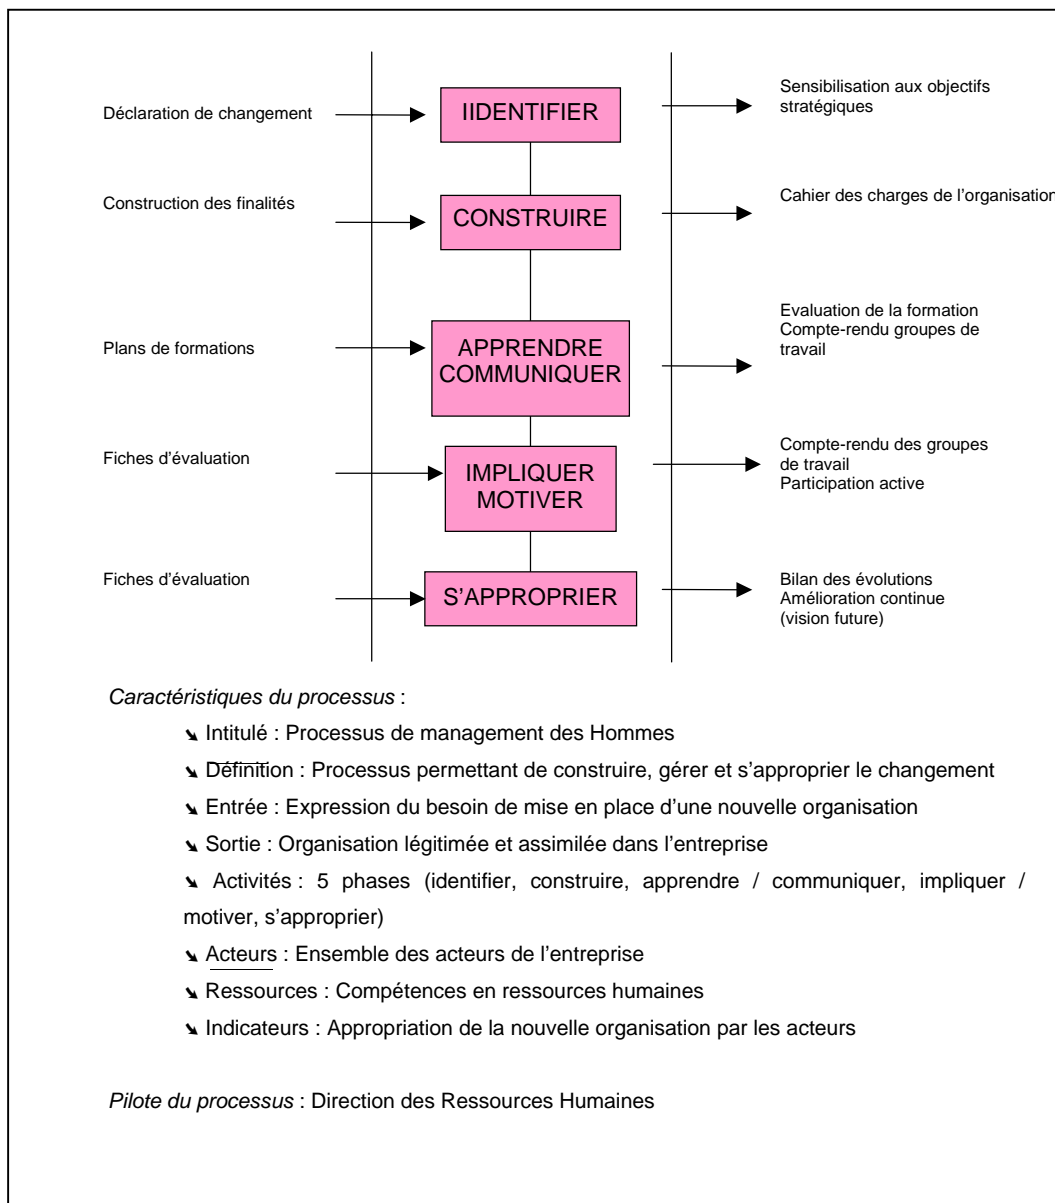 Déclaration de changement
IIDENTIFIER
Sensibilisation aux objectifs
stratégiques
Construction des finalités
CONSTRUIRE
Cahier des charges de l’organisation
Plans de formations
APPRENDRE
COMMUNIQUER
Evaluation de la formation
Compte-rendu groupes de
travail
Fiches d’évaluation
IMPLIQUER
MOTIVER
Compte-rendu des groupes
de travail
Participation active
Fiches d’évaluation
S’APPROPRIER
Bilan des évolutions
Amélioration continue
(vision future)
Caractéristiques du processus :
➘ Intitulé : Processus de management des Hommes
➘ Définition : Processus permettant de construire, gérer et s’approprier le changement
➘ Entrée : Expression du besoin de mise en place d’une nouvelle organisation
➘ Sortie : Organisation légitimée et assimilée dans l’entreprise
➘ Activités : 5 phases (identifier, construire, apprendre / communiquer, impliquer /
motiver, s’approprier)
➘ Acteurs : Ensemble des acteurs de l’entreprise
➘ Ressources : Compétences en ressources humaines
➘ Indicateurs : Appropriation de la nouvelle organisation par les acteurs
Pilote du processus : Direction des Ressources Humaines